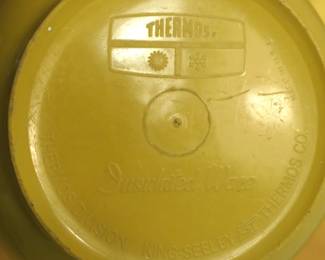 THERMOS.
Insulated Ware
THERMOS DIVISION KING-SEELEY THERMOS CO.